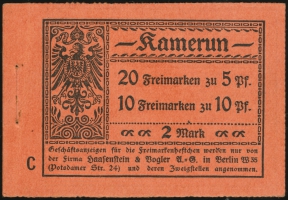 Kamerun
20 Freimarken zu 5 Pf.
10 Freimarken zu 10 Pf.
2 Mark
Geschäftsanzeigen für die Freimarkenheftchen werden nur von
der Firma Haasenstein & Vogler A.-G. in Berlin W 35
(Potsdamer Str. 24) und deren Zweigstellen angenommen.
C